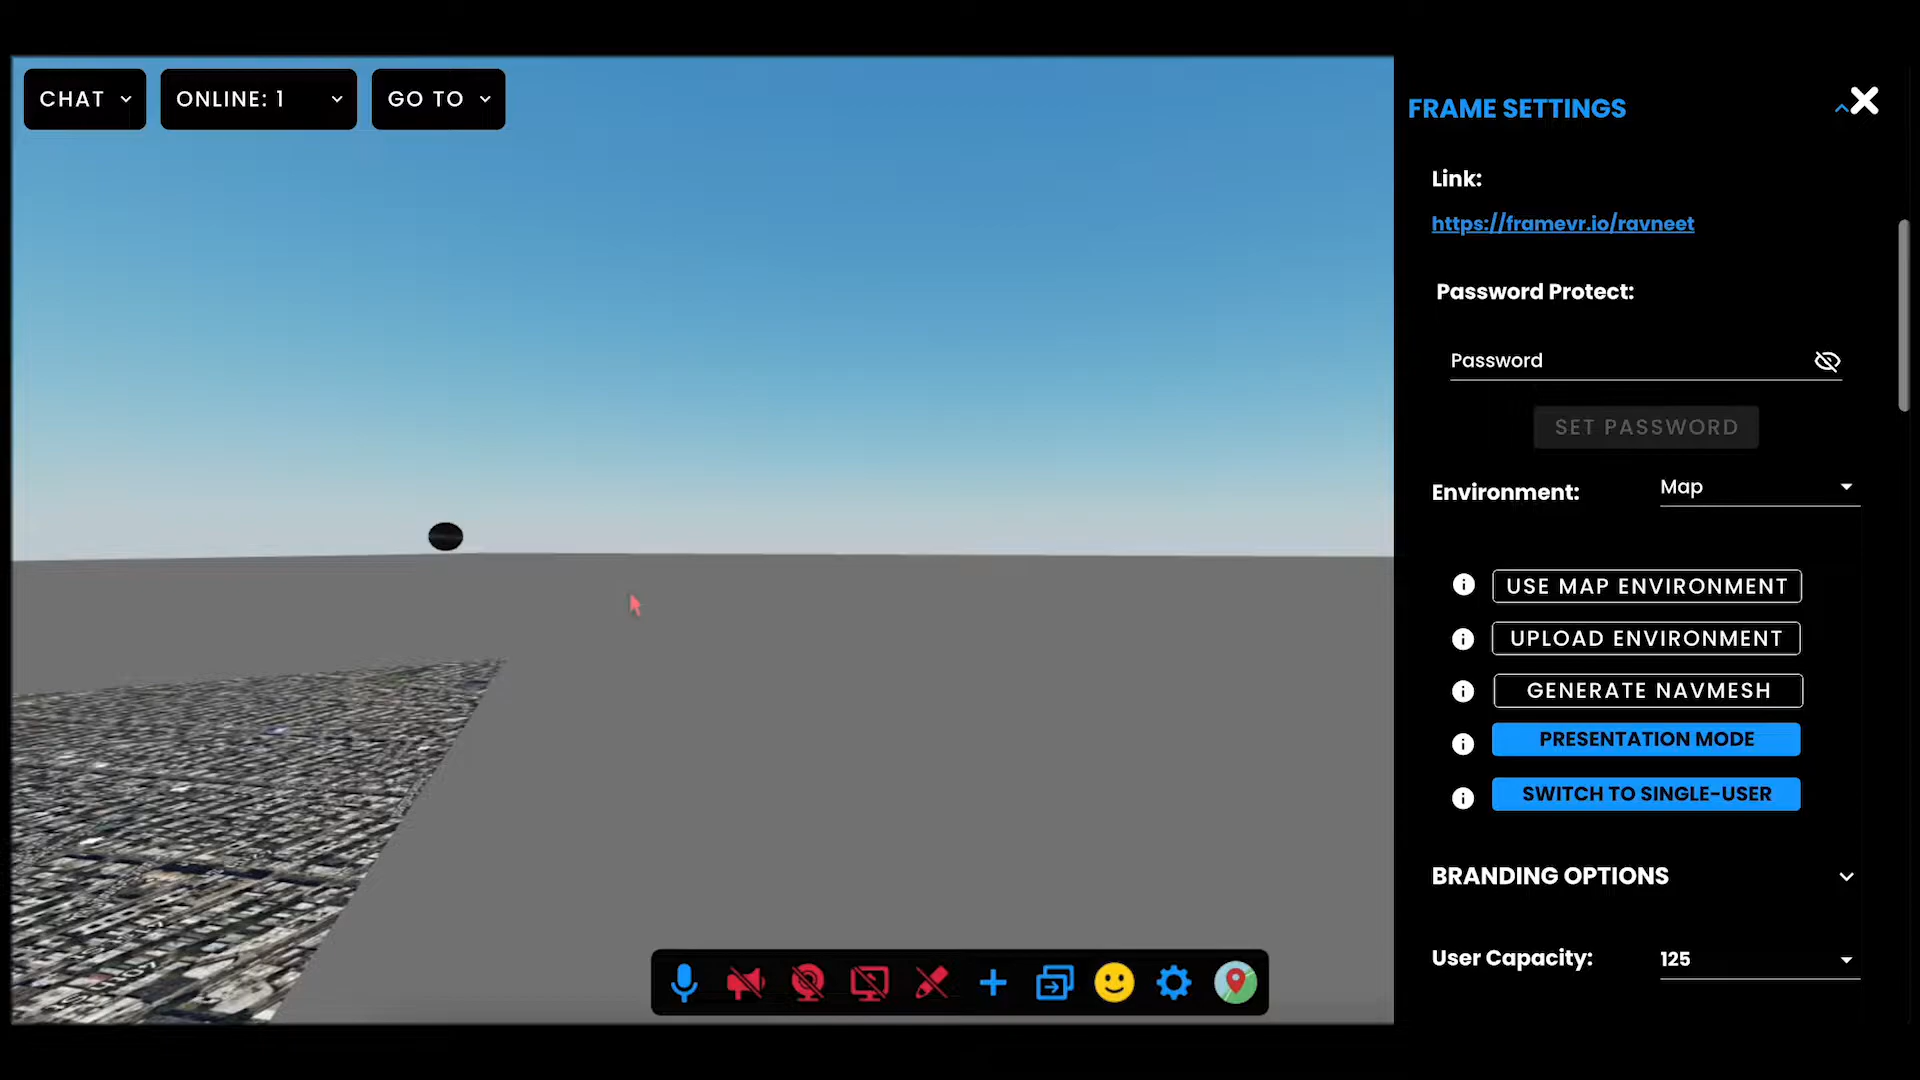 CHAT
ONLINE: 1
GO TO
FRAME SETTINGS
Link:
https://framevr.io/ravneet
Password Protect:
Password
SET PASSWORD
Environment:
Map
USE MAP ENVIRONMENT
UPLOAD ENVIRONMENT
GENERATE NAVMESH
PRESENTATION MODE
SWITCH TO SINGLE-USER
BRANDING OPTIONS
User Capacity:
125